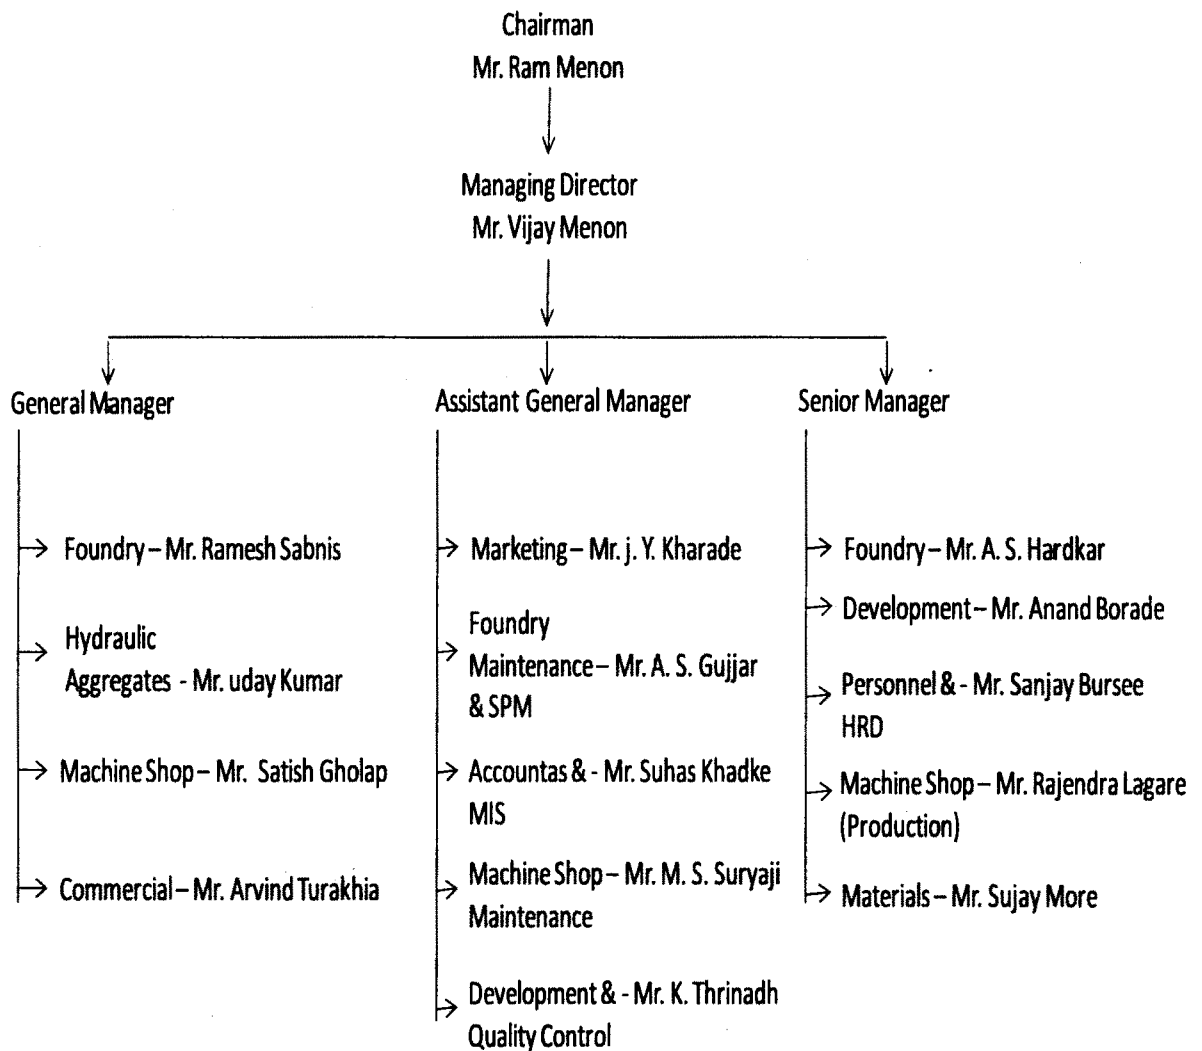 Chairman
Mr. Ram Menon
Managing Director
Mr. Vijay Menon
General Manager
Foundry – Mr. Ramesh Sabnis
Hydraulic
Aggregates - Mr. uday Kumar
Machine Shop – Mr. Satish Gholap
Commercial – Mr. Arvind Turakhia
Assistant General Manager
Marketing – Mr. j. Y. Kharade
Foundry
Maintenance – Mr. A. S. Gujjar
& SPM
Accountas & - Mr. Suhas Khadke
MIS
Machine Shop – Mr. M. S. Suryaji
Maintenance
Development & - Mr. K. Thrinadh
Quality Control
Senior Manager
Foundry – Mr. A. S. Hardkar
Development – Mr. Anand Borade
Personnel & - Mr. Sanjay Bursee
HRD
Machine Shop – Mr. Rajendra Lagare
(Production)
Materials – Mr. Sujay More